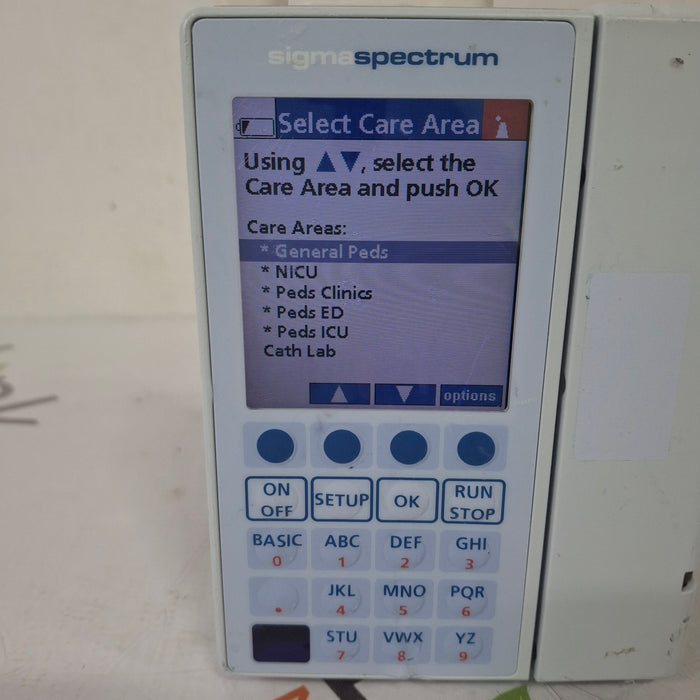 sigmaspectrum
Select Care Area
Using ▲▼, select the
Care Area and push OK
Care Areas:
* General Peds
* NICU
* Peds Clinics
* Peds ED
* Peds ICU
Cath Lab
options
ON OFF
SETUP
OK
RUN STOP
BASIC 0
ABC 1
DEF 2
GHI 3
.
JKL 4
MNO 5
PQR 6
STU 7
VWX 8
YZ 9